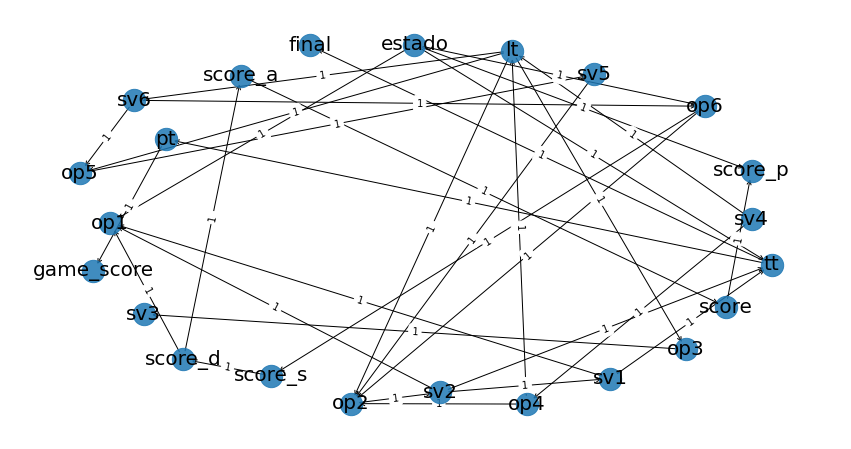 final
estado
lt
score_a
1
1
sv5
sv6
1
1
op6
1
1
1
1
pt
1
1
1
op5
score_p
1
1
1
1
op1
1
sv4
1
1
1
1
1
tt
1
game_score
1
1
1
score
sv3
1
1
1
1
op3
score_d
1
score_s
sv1
1
sv2
1
op2
1
op4